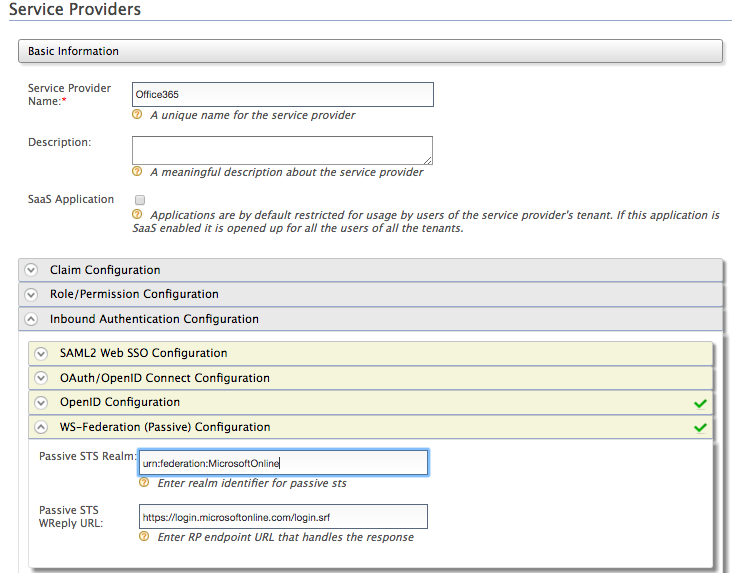 Service Providers
Basic Information
Service Provider
Name:*
Office365
A unique name for the service provider
Description:
A meaningful description about the service provider
SaaS Application
Applications are by default restricted for usage by users of the service provider's tenant. If this application is
SaaS enabled it is opened up for all the users of all the tenants.
Claim Configuration
Role/Permission Configuration
Inbound Authentication Configuration
SAML2 Web SSO Configuration
OAuth/OpenID Connect Configuration
OpenID Configuration
WS-Federation (Passive) Configuration
Passive STS Realm:
urn:federation:MicrosoftOnline
Enter realm identifier for passive sts
Passive STS
WReply URL:
https://login.microsoftonline.com/login.srf
Enter RP endpoint URL that handles the response